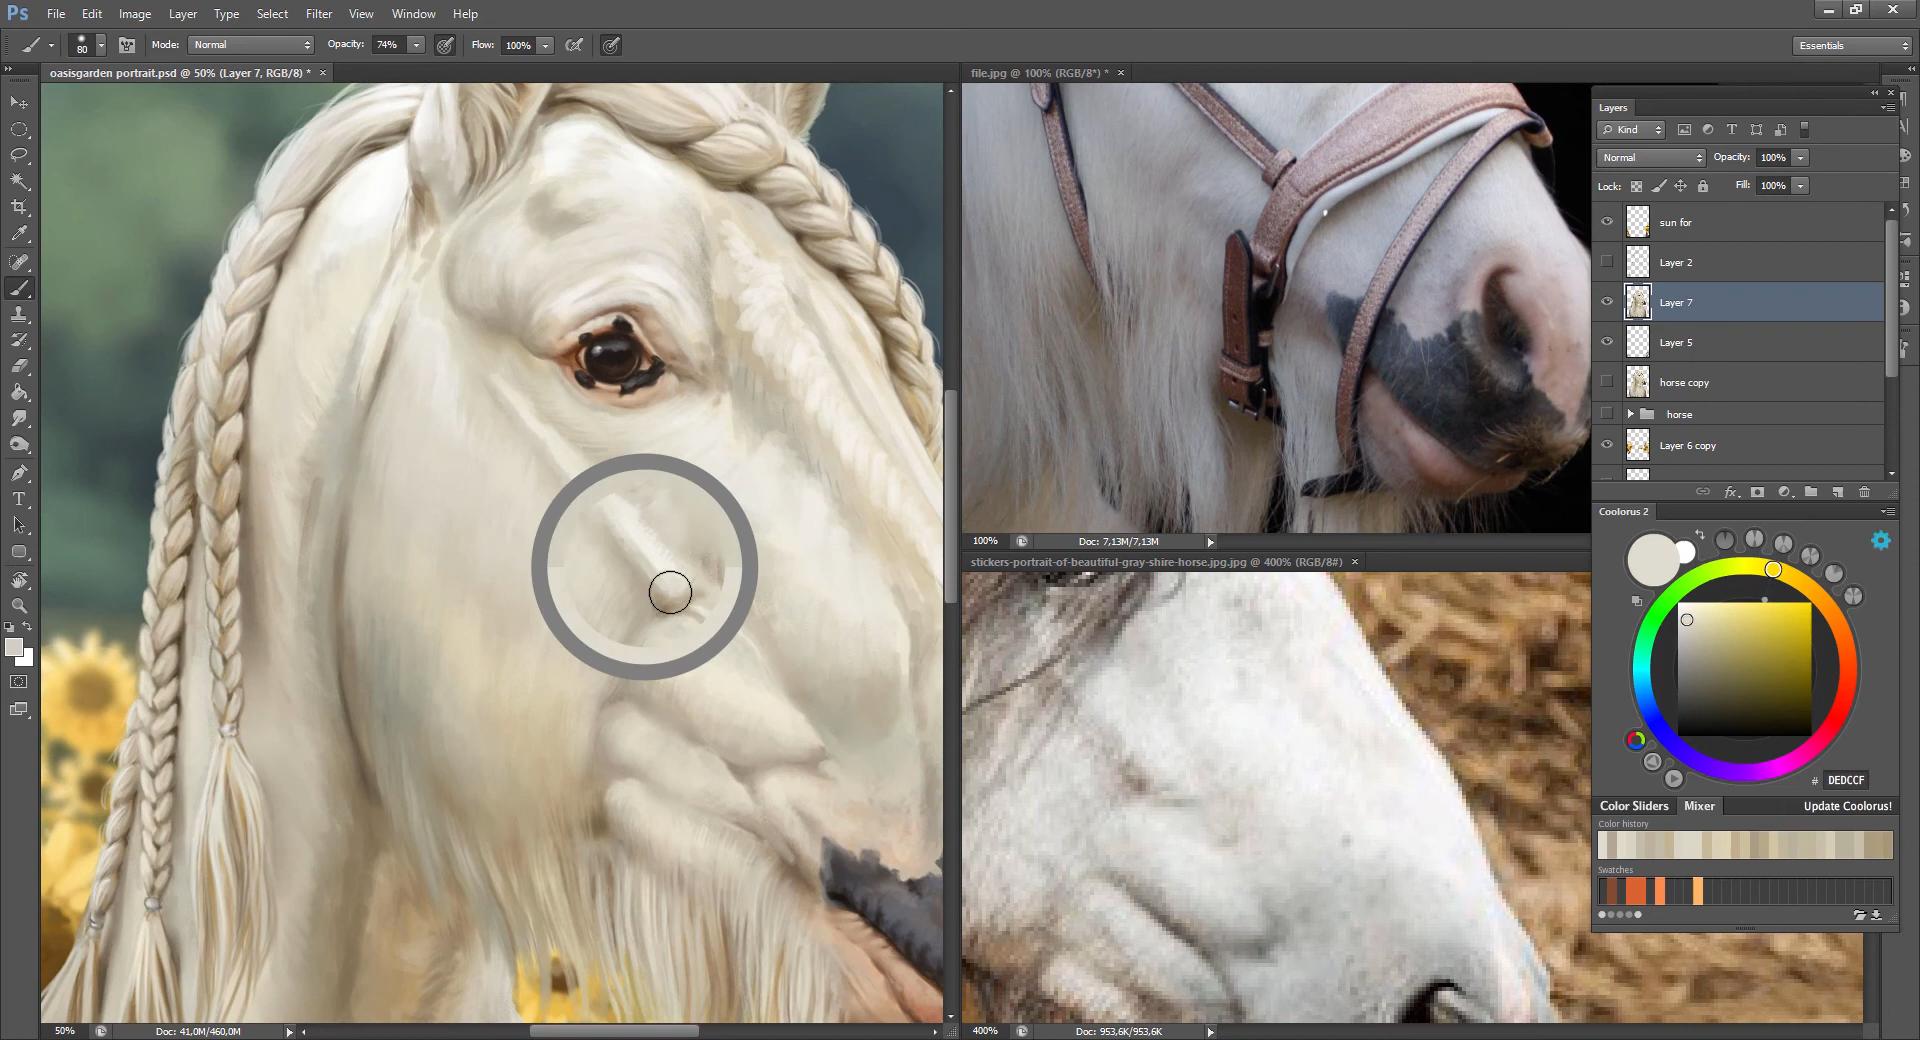 Ps File Edit Image Layer Type Select Filter View Window Help
80 Mode: Normal Opacity: 74% Flow: 100% Essentials
oasisgarden portrait.psd @ 50% (Layer 7, RGB/8) * ×
file.jpg @ 100% (RGB/8*) * ×
Layers
Kind
Normal Opacity: 100%
Lock: Fill: 100%
sun for
Layer 2
Layer 7
Layer 5
horse copy
horse
Layer 6 copy
fx
Coolorus 2
# DEDCCF
Color Sliders Mixer Update Coolorus!
Color history
Swatches
100% Doc: 7,13M/7,13M
stickers-portrait-of-beautiful-gray-shire-horse.jpg.jpg @ 400% (RGB/8#) ×
50% Doc: 41,0M/460,0M
400% Doc: 953,6K/953,6K